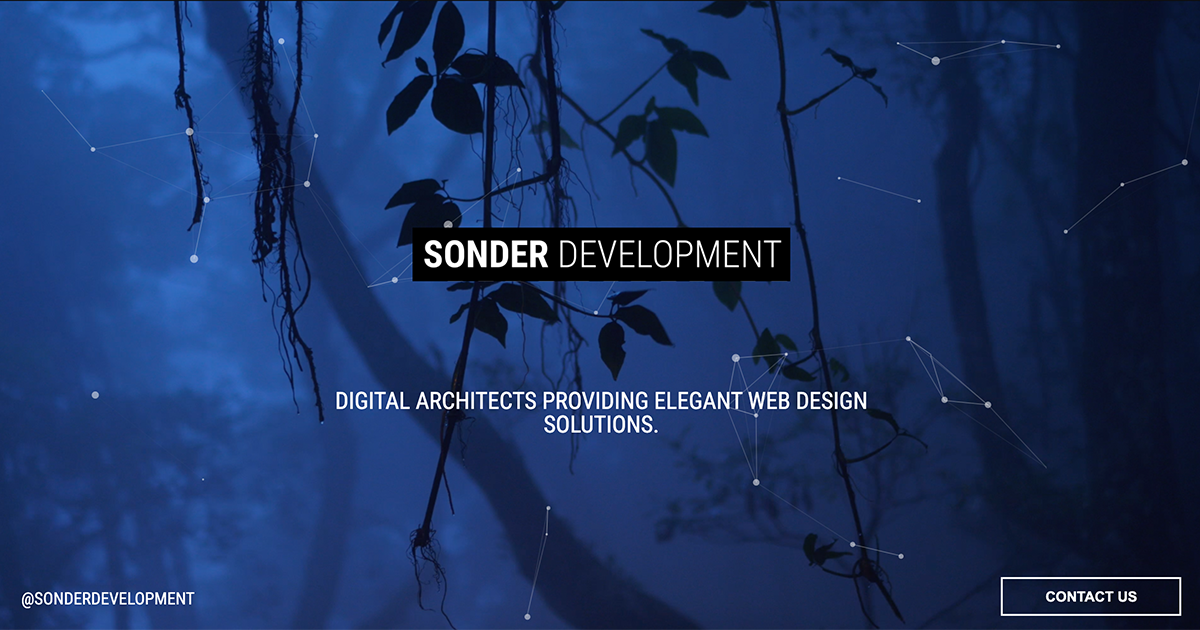 SONDER DEVELOPMENT
DIGITAL ARCHITECTS PROVIDING ELEGANT WEB DESIGN
SOLUTIONS.
@SONDERDEVELOPMENT
CONTACT US